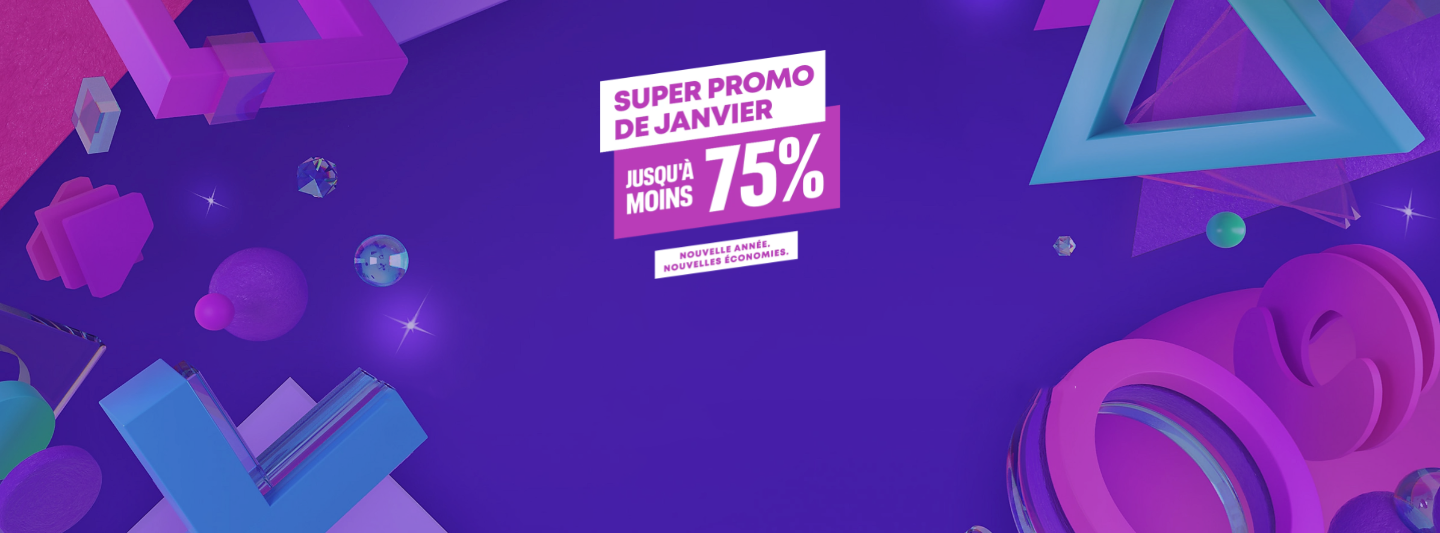 SUPER PROMO
DE JANVIER
JUSQU'À
MOINS 75%
NOUVELLE ANNÉE,
NOUVELLES ÉCONOMIES.